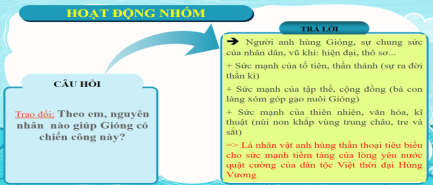 HOẠT ĐỘNG NHÓM
CÂU HỎI
Trao đổi: Theo em, nguyên
nhân nào giúp Gióng có
chiến công này?
TRẢ LỜI
➔ Người anh hùng Gióng, sự chung sức
của nhân dân, vũ khí: hiện đại, thô sơ...
+ Sức mạnh của tổ tiên, thần thánh (sự ra đời
thần kì)
+ Sức mạnh của tập thể, cộng đồng (bà con
làng xóm góp gạo nuôi Gióng)
+ Sức mạnh của thiên nhiên, văn hóa, kĩ
thuật (núi non khắp vùng trung châu, tre và
sắt)
=> Là nhân vật anh hùng thần thoại tiêu biểu
cho sức mạnh tiềm tàng của lòng yêu nước
quật cường của dân tộc Việt thời đại Hùng
Vương